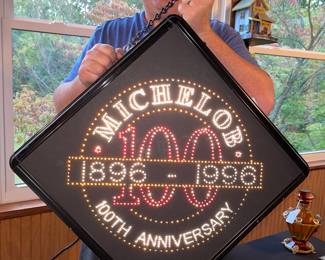 · MICHELOB ·
100
1896 - 1996
100TH ANNIVERSARY